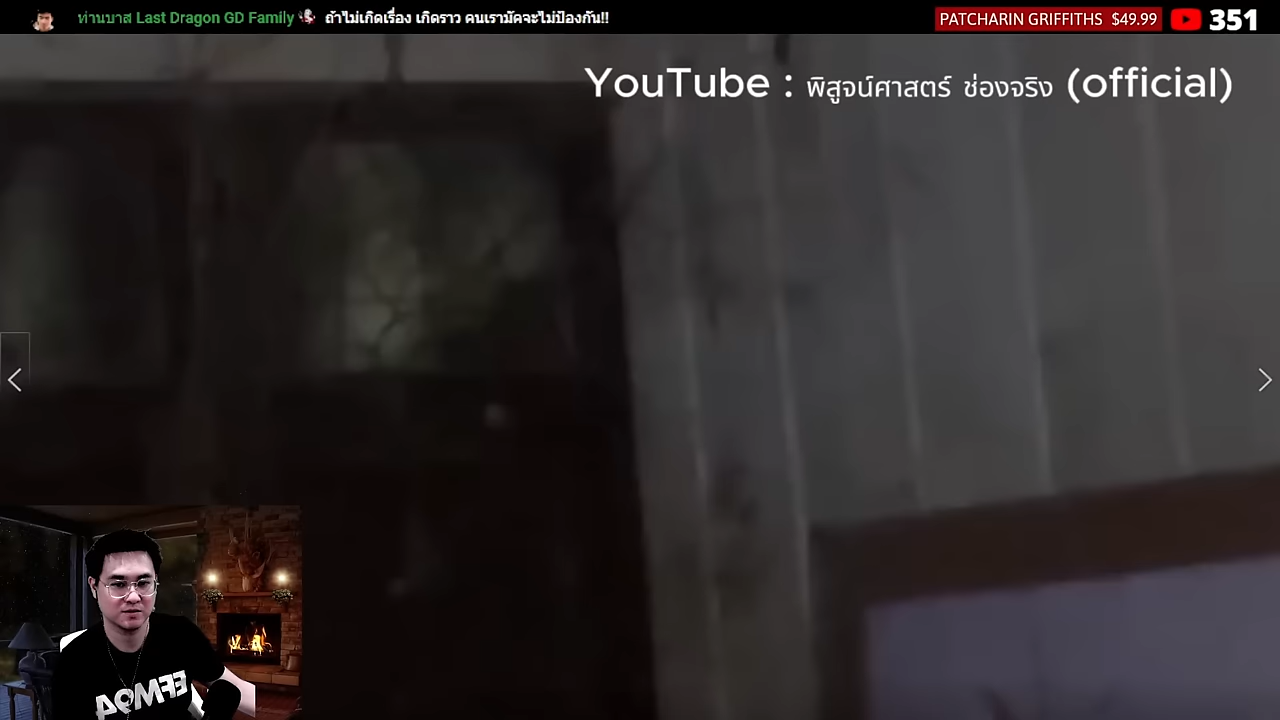 ท่านบาส Last Dragon GD Family ถ้าไม่เกิดเรื่อง เกิดราว คนเรามัคจะไม่ป้องกัน!!
PATCHARIN GRIFFITHS $49.99
351
YouTube : พิสูจน์ศาสตร์ ช่องจริง (official)